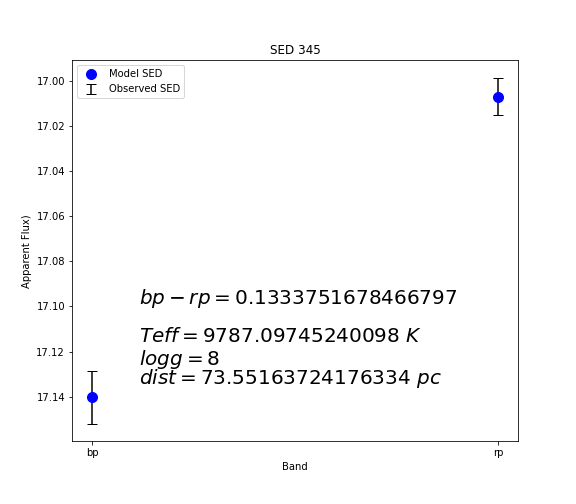 SED 345
Model SED
Observed SED
17.00
17.02
17.04
17.06
17.08
17.10
17.12
17.14
Apparent Flux)
bp − rp = 0.1333751678466797
Teff = 9787.09745240098 K
logg = 8
dist = 73.55163724176334 pc
bp
rp
Band